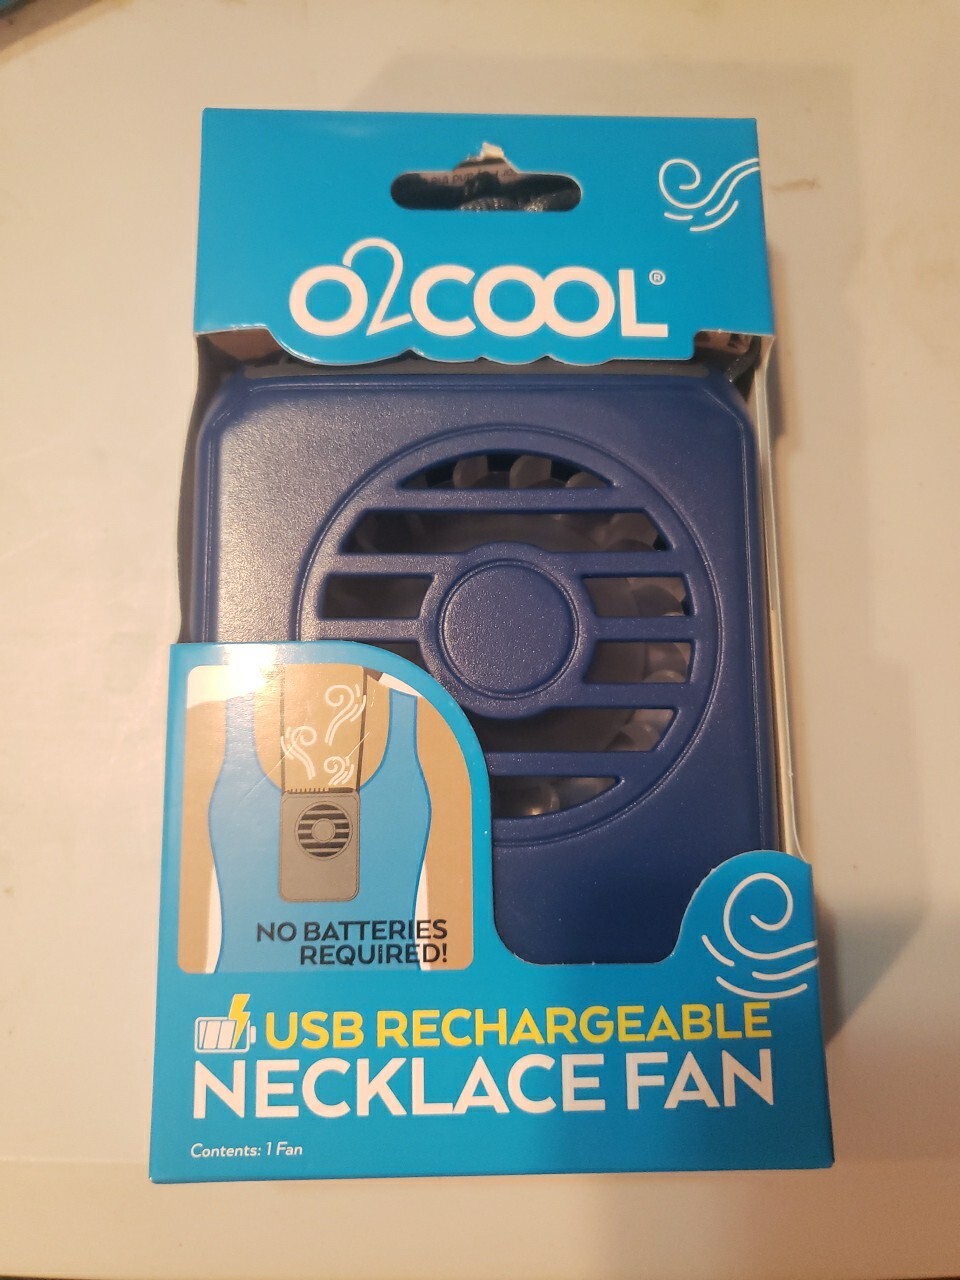 O2COOL®
NO BATTERIES
REQUIRED!
USB RECHARGEABLE
NECKLACE FAN
Contents: 1 Fan